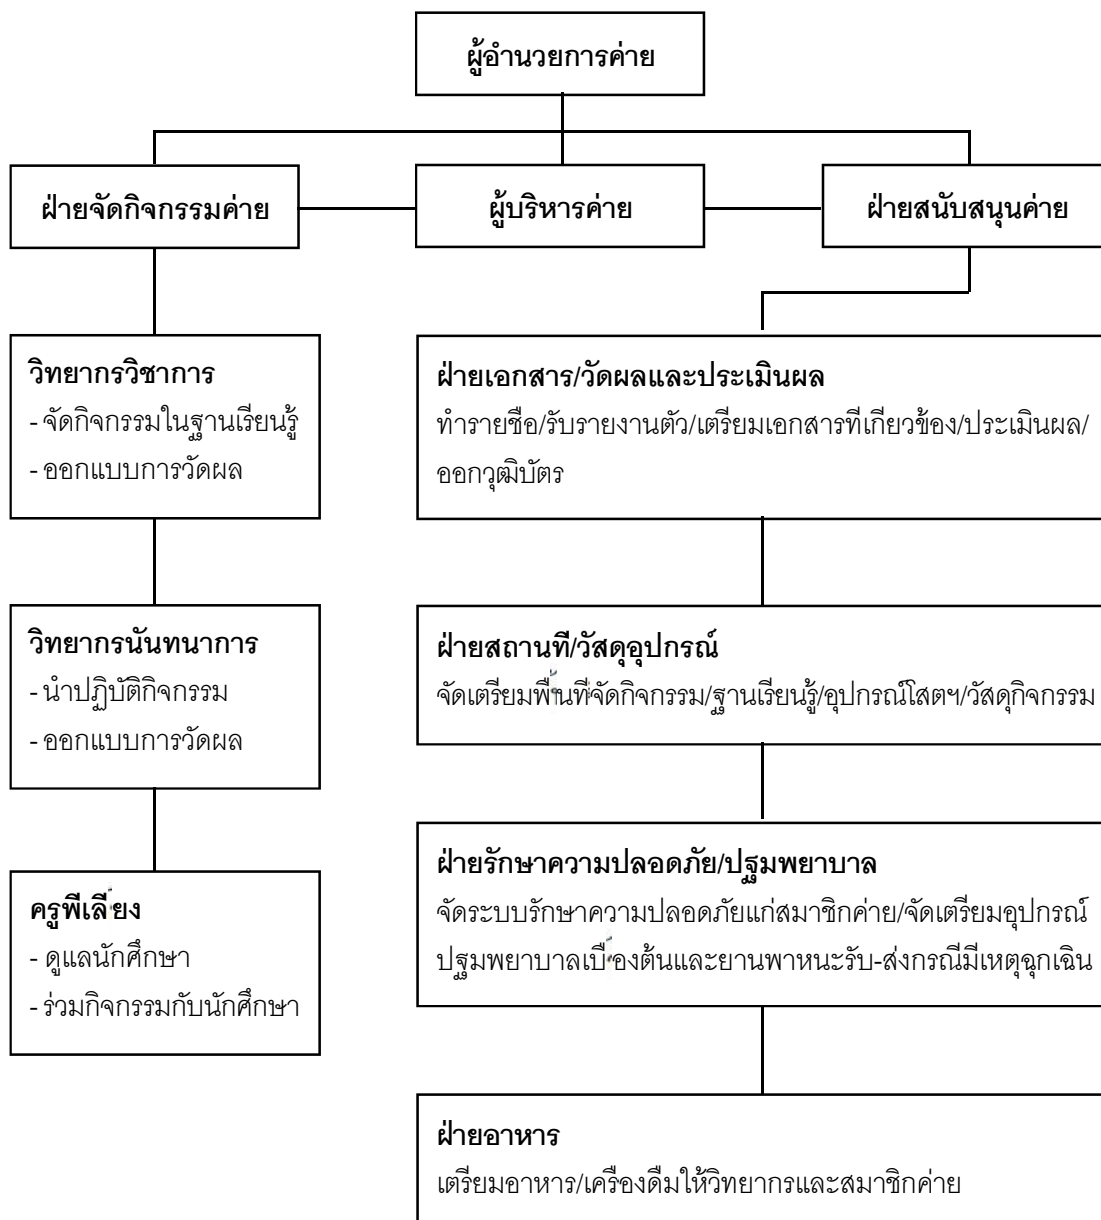 ผู้อำนวยการค่าย
ฝ่ายจัดกิจกรรมค่าย
ผู้บริหารค่าย
ฝ่ายสนับสนุนค่าย
วิทยากรวิชาการ
- จัดกิจกรรมในฐานเรียนรู้
- ออกแบบการวัดผล
วิทยากรนันทนาการ
- นำปฏิบัติกิจกรรม
- ออกแบบการวัดผล
ครูพี่เลี้ยง
- ดูแลนักศึกษา
- ร่วมกิจกรรมกับนักศึกษา
ฝ่ายเอกสาร/วัดผลและประเมินผล
ทำรายชื่อ/รับรายงานตัว/เตรียมเอกสารที่เกี่ยวข้อง/ประเมินผล/
ออกวุฒิบัตร
ฝ่ายสถานที่/วัสดุอุปกรณ์
จัดเตรียมพื้นที่จัดกิจกรรม/ฐานเรียนรู้/อุปกรณ์โสตฯ/วัสดุกิจกรรม
ฝ่ายรักษาความปลอดภัย/ปฐมพยาบาล
จัดระบบรักษาความปลอดภัยแก่สมาชิกค่าย/จัดเตรียมอุปกรณ์
ปฐมพยาบาลเบื้องต้นและยานพาหนะรับ-ส่งกรณีมีเหตุฉุกเฉิน
ฝ่ายอาหาร
เตรียมอาหาร/เครื่องดื่มให้วิทยากรและสมาชิกค่าย